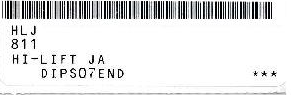 HLJ
811
HI-LIFT JA
DIPS07END ***